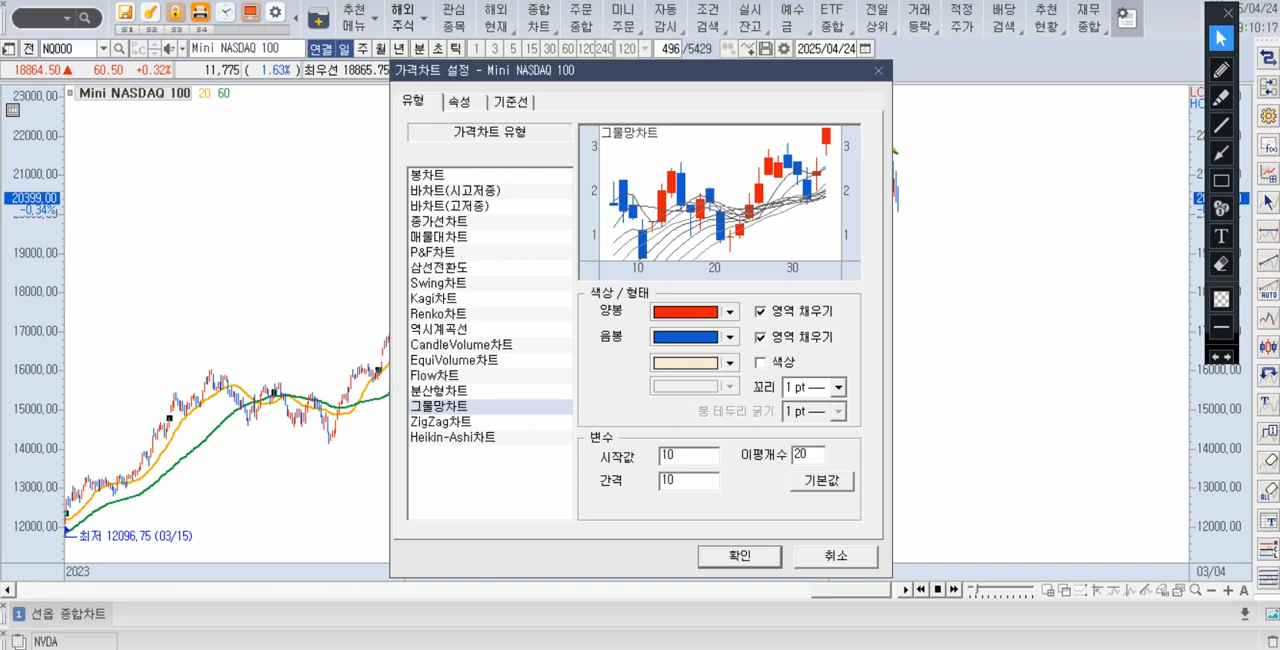 추천 해외 관심 해외 종합 주문 미니 자동 조건 실시 예수 ETF 전일 거래 적정 배당 추천 재무
메뉴 주식 종목 현재 종합 종합 주문 감시 검색 잔고 금 종합 상위 등락 주가 검색 현황 종합
S1 S2 S3 S4
전 NQ000 Mini NASDAQ 100 연결 일 주 월 년 분 초 틱 1 3 5 10 30 60 120 240 120 496 /5429 2025/04/24
18864.50▲ 60.50 +0.32% 11,775 ( 1.63% ) 최우선 18865.75
가격차트 설정 - Mini NASDAQ 100
Mini NASDAQ 100 20 60
유형 속성 기준선
가격차트 유형
그물망차트
봉차트
바차트(시고저종)
바차트(고저종)
종가선차트
매물대차트
P&F차트
삼선전환도
Swing차트
Kagi차트
Renko차트
역시계곡선
CandleVolume차트
EquiVolume차트
Flow차트
분산형차트
그물망차트
ZigZag차트
Heikin-Ashi차트
3 3
2 2
1 1
10 20 30
색상 / 형태
양봉 영역 채우기
음봉 영역 채우기
색상
꼬리 1 pt
봉 테두리 굵기 1 pt
변수
시작값 10 이평개수 20
간격 10 기본값
확인 취소
23000.00
22000.00
21000.00
20399.00
-0.34%
19000.00
18000.00
17000.00
16000.00 16000.00
15000.00 15000.00
14000.00 14000.00
13000.00 13000.00
12000.00 12000.00
최저 12096.75 (03/15)
2023 03/04
T
AUTO
ALL
A
1 선옵 종합차트
NVDA